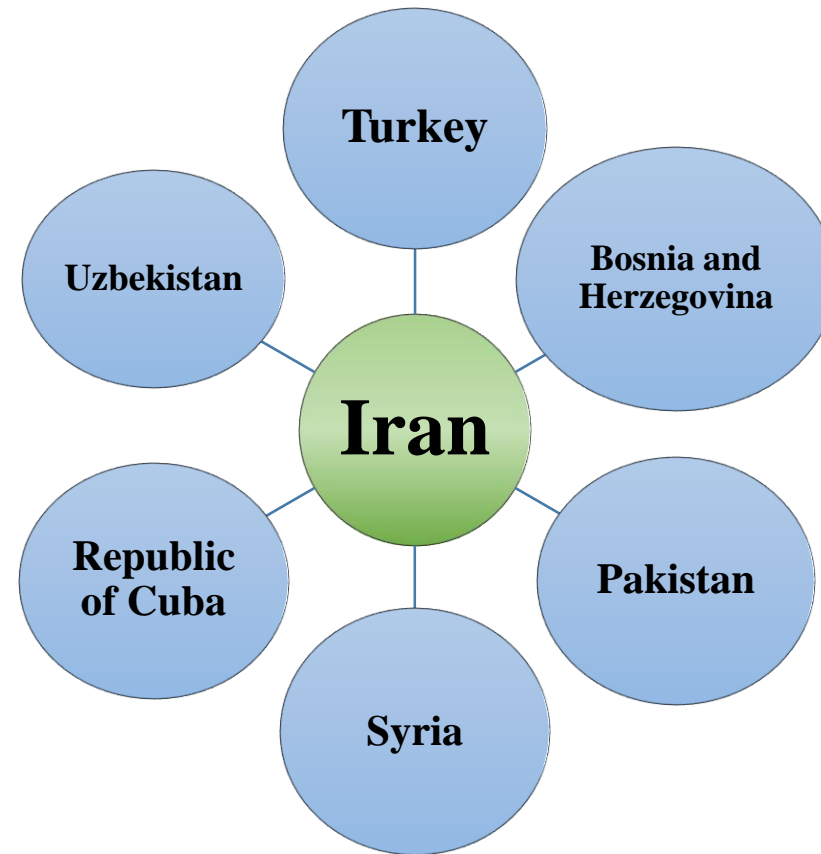 Turkey
Bosnia and
Herzegovina
Uzbekistan
Iran
Republic
of Cuba
Pakistan
Syria